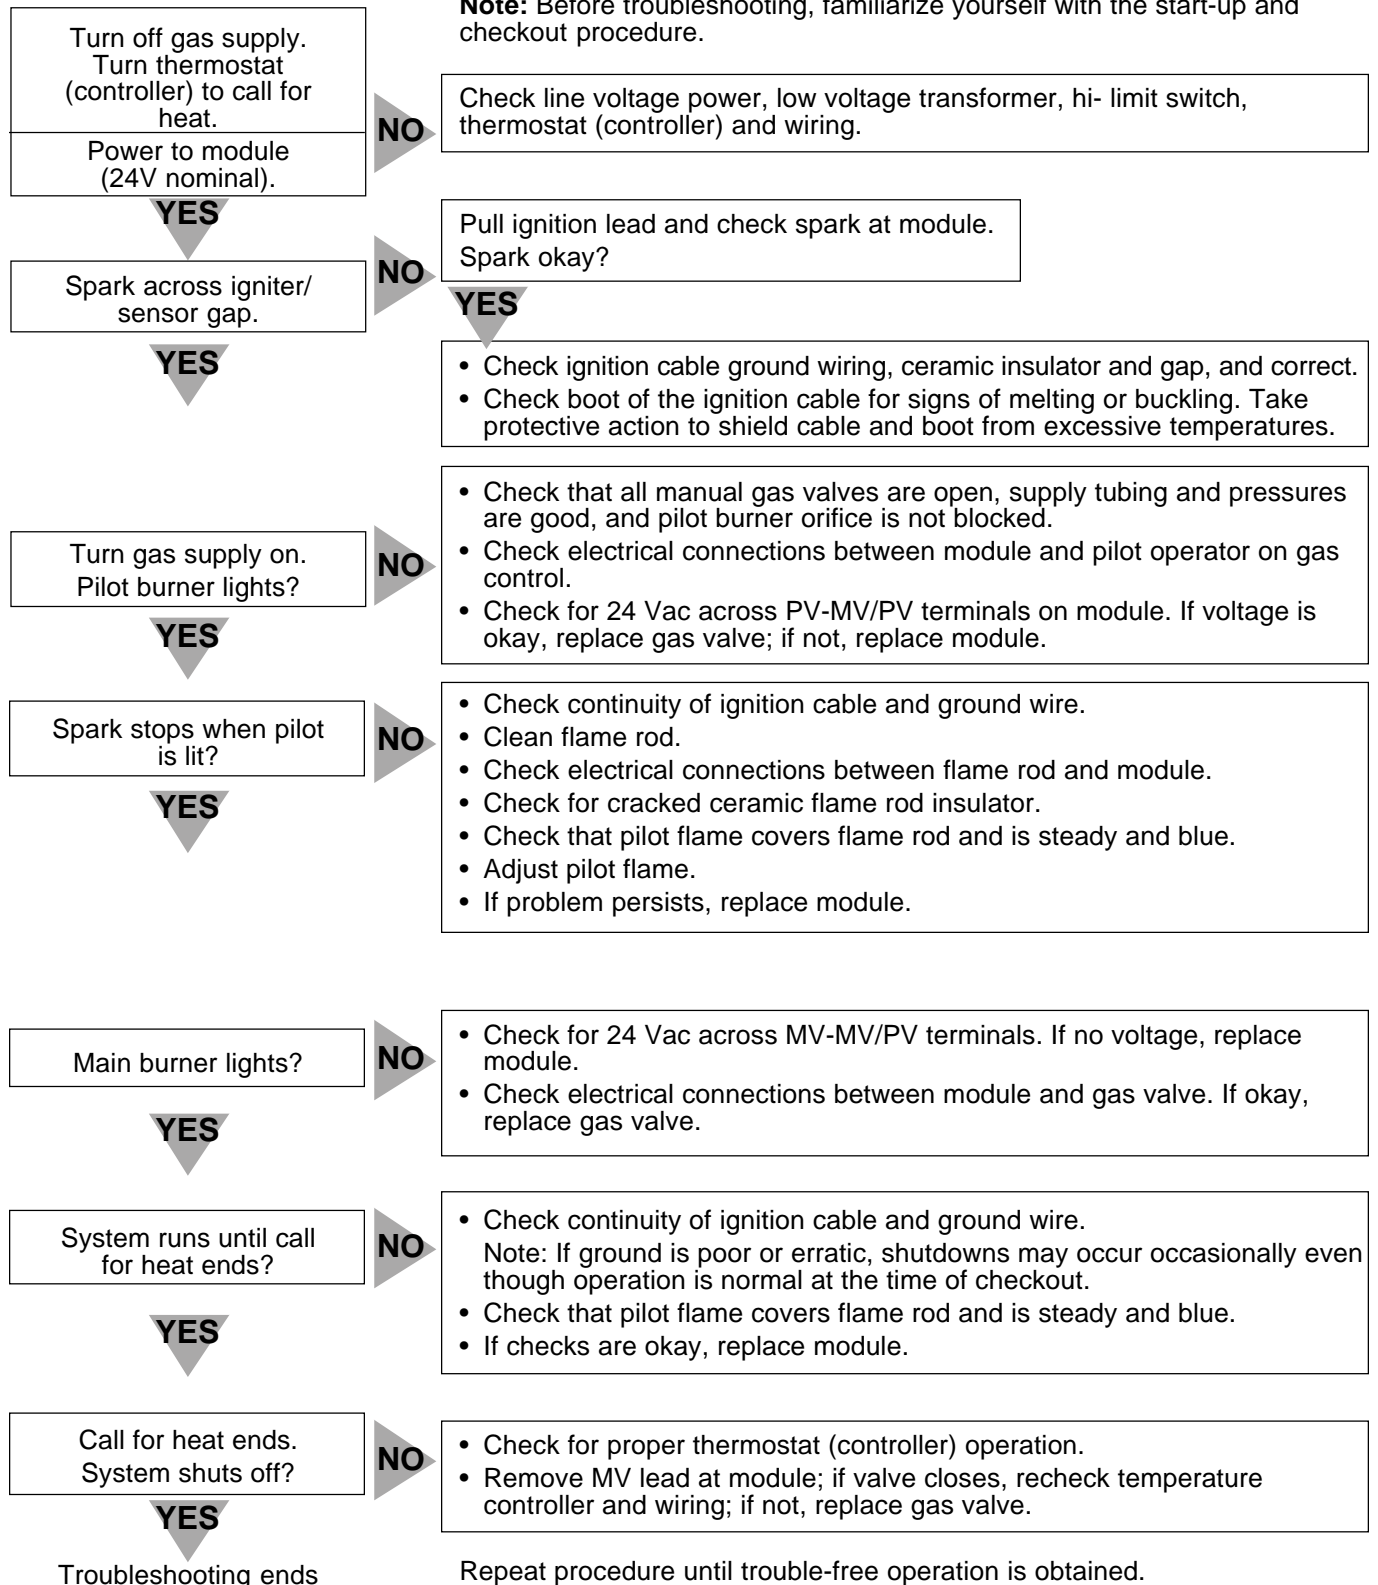 Note: Before troubleshooting, familiarize yourself with the start-up and
checkout procedure.
Turn off gas supply.
Turn thermostat
(controller) to call for
heat.
Power to module
(24V nominal).
NO
Check line voltage power, low voltage transformer, hi- limit switch,
thermostat (controller) and wiring.
YES
Spark across igniter/
sensor gap.
NO
Pull ignition lead and check spark at module.
Spark okay?
YES
• Check ignition cable ground wiring, ceramic insulator and gap, and correct.
• Check boot of the ignition cable for signs of melting or buckling. Take
protective action to shield cable and boot from excessive temperatures.
YES
Turn gas supply on.
Pilot burner lights?
NO
• Check that all manual gas valves are open, supply tubing and pressures
are good, and pilot burner orifice is not blocked.
• Check electrical connections between module and pilot operator on gas
control.
• Check for 24 Vac across PV-MV/PV terminals on module. If voltage is
okay, replace gas valve; if not, replace module.
YES
Spark stops when pilot
is lit?
NO
• Check continuity of ignition cable and ground wire.
• Clean flame rod.
• Check electrical connections between flame rod and module.
• Check for cracked ceramic flame rod insulator.
• Check that pilot flame covers flame rod and is steady and blue.
• Adjust pilot flame.
• If problem persists, replace module.
YES
Main burner lights?
NO
• Check for 24 Vac across MV-MV/PV terminals. If no voltage, replace
module.
• Check electrical connections between module and gas valve. If okay,
replace gas valve.
YES
System runs until call
for heat ends?
NO
• Check continuity of ignition cable and ground wire.
Note: If ground is poor or erratic, shutdowns may occur occasionally even
though operation is normal at the time of checkout.
• Check that pilot flame covers flame rod and is steady and blue.
• If checks are okay, replace module.
YES
Call for heat ends.
System shuts off?
NO
• Check for proper thermostat (controller) operation.
• Remove MV lead at module; if valve closes, recheck temperature
controller and wiring; if not, replace gas valve.
YES
Troubleshooting ends
Repeat procedure until trouble-free operation is obtained.